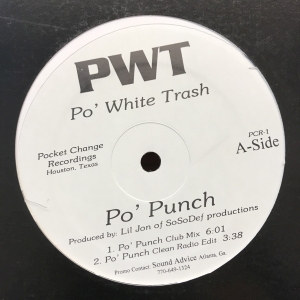 PWT
Po' White Trash
Pocket Change
Recordings
Houston, Texas
PCR-1
A-Side
Po' Punch
Produced by: Lil Jon of SoSoDef productions
1. Po' Punch Club Mix 6:01
2. Po' Punch Clean Radio Edit 3:38
Promo Contact: Sound Advice Atlanta, Ga.
770-649-1124